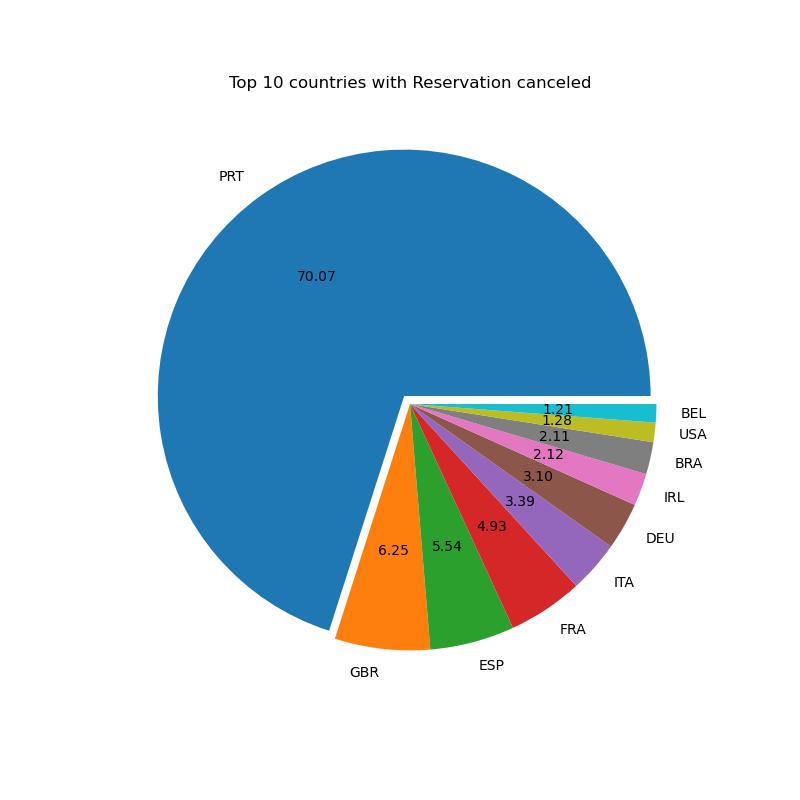 Top 10 countries with Reservation canceled
PRT
70.07
1.21
BEL
1.28
USA
2.11
BRA
2.12
IRL
3.10
DEU
3.39
ITA
4.93
FRA
5.54
ESP
6.25
GBR